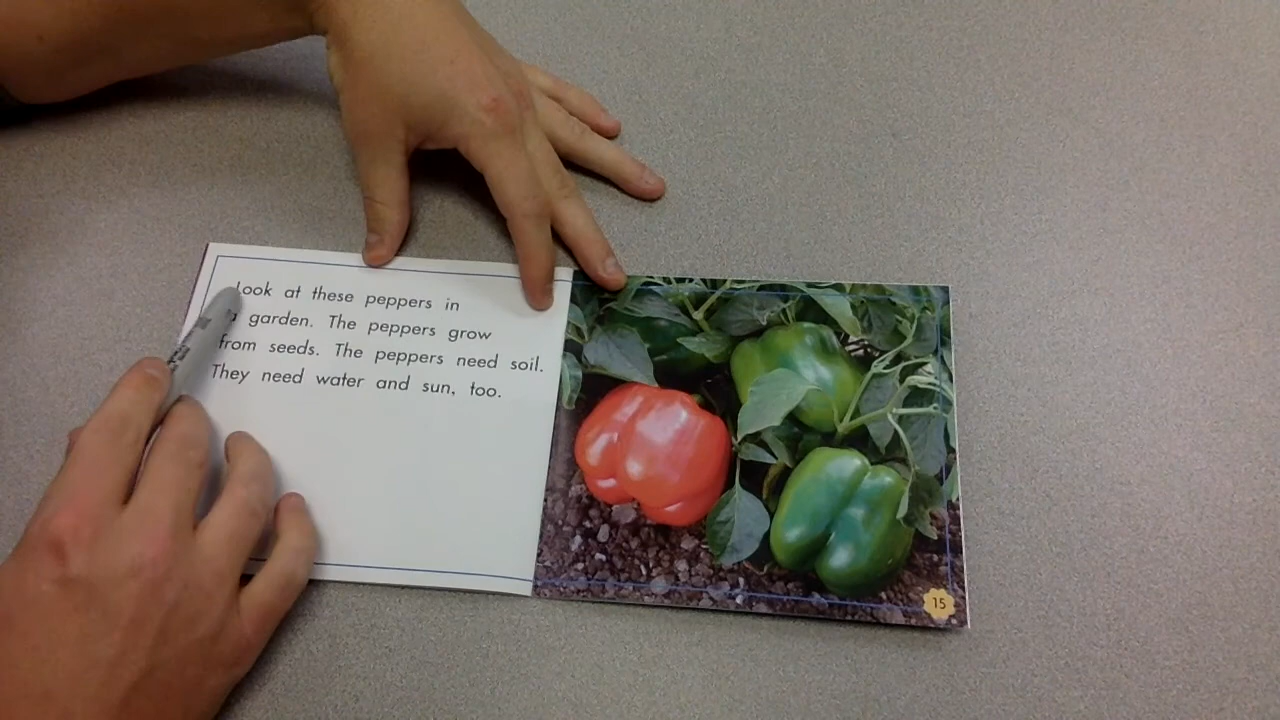 Look at these peppers in
a garden. The peppers grow
from seeds. The peppers need soil.
They need water and sun, too.
15